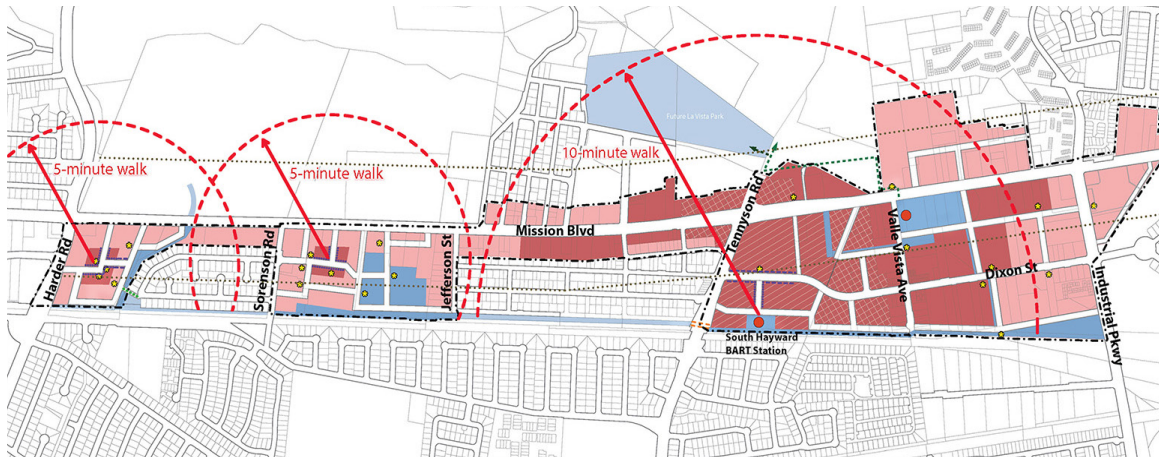 Future La Vista Park
10-minute walk
5-minute walk
5-minute walk
Tennyson Rd
Mission Blvd
Valle Vista Ave
Harder Rd
Sorenson Rd
Jefferson St
Dixon St
Industrial Pkwy
South Hayward
BART Station